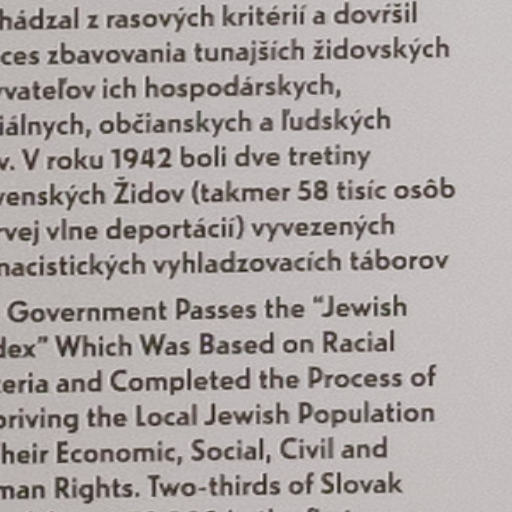 hádzal z rasových kritérií a dovŕšil
ces zbavovania tunajších židovských
vateľov ich hospodárskych,
iálnych, občianskych a ľudských
v. V roku 1942 boli dve tretiny
venských Židov (takmer 58 tisíc osôb
rvej vlne deportácií) vyvezených
nacistických vyhladzovacích táborov
Government Passes the “Jewish
dex” Which Was Based on Racial
teria and Completed the Process of
priving the Local Jewish Population
heir Economic, Social, Civil and
man Rights. Two-thirds of Slovak